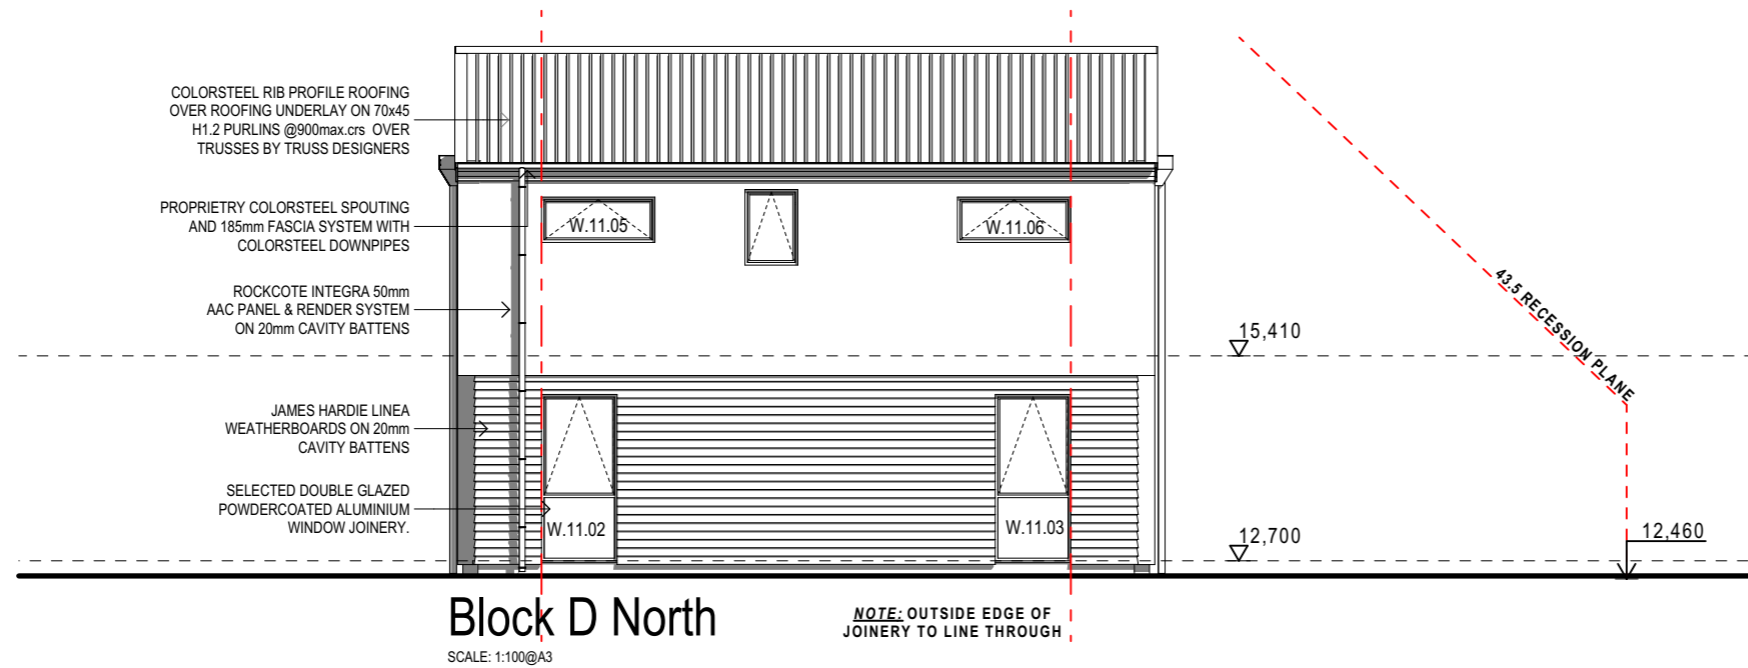 COLORSTEEL RIB PROFILE ROOFING
OVER ROOFING UNDERLAY ON 70x45
H1.2 PURLINS @900max.crs OVER
TRUSSES BY TRUSS DESIGNERS
PROPRIETRY COLORSTEEL SPOUTING
AND 185mm FASCIA SYSTEM WITH
COLORSTEEL DOWNPIPES
W.11.05
W.11.06
ROCKCOTE INTEGRA 50mm
AAC PANEL & RENDER SYSTEM
ON 20mm CAVITY BATTENS
43.5 RECESSION PLANE
15,410
JAMES HARDIE LINEA
WEATHERBOARDS ON 20mm
CAVITY BATTENS
SELECTED DOUBLE GLAZED
POWDERCOATED ALUMINIUM
WINDOW JOINERY.
W.11.02
W.11.03
12,700
12,460
Block D North
SCALE: 1:100@A3
NOTE: OUTSIDE EDGE OF
JOINERY TO LINE THROUGH